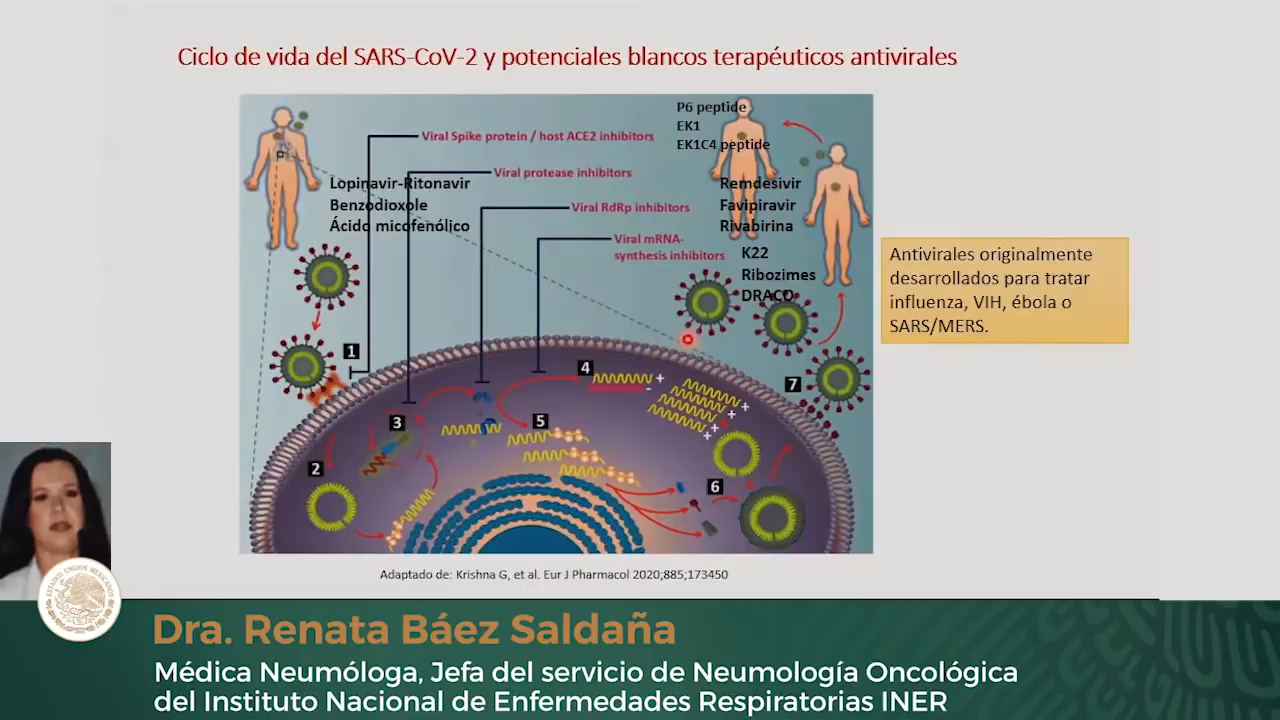 Ciclo de vida del SARS-CoV-2 y potenciales blancos terapéuticos antivirales
Viral Spike protein / host ACE2 inhibitors
P6 peptide
EK1
EK1C4 peptide
Viral protease inhibitors
Lopinavir-Ritonavir
Benzodioxole
Ácido micofenólico
Viral RdRp inhibitors
Remdesivir
Favipiravir
Rivabirina
Viral mRNA-
synthesis inhibitors
K22
Ribozimes
DRACO
Antivirales originalmente
desarrollados para tratar
influenza, VIH, ébola o
SARS/MERS.
1
2
3
4
+
-
5
+
+
+
+
6
7
Adaptado de: Krishna G, et al. Eur J Pharmacol 2020;885;173450
ESTADOS UNIDOS MEXICANOS
Dra. Renata Báez Saldaña
Médica Neumóloga, Jefa del servicio de Neumología Oncológica
del Instituto Nacional de Enfermedades Respiratorias INER